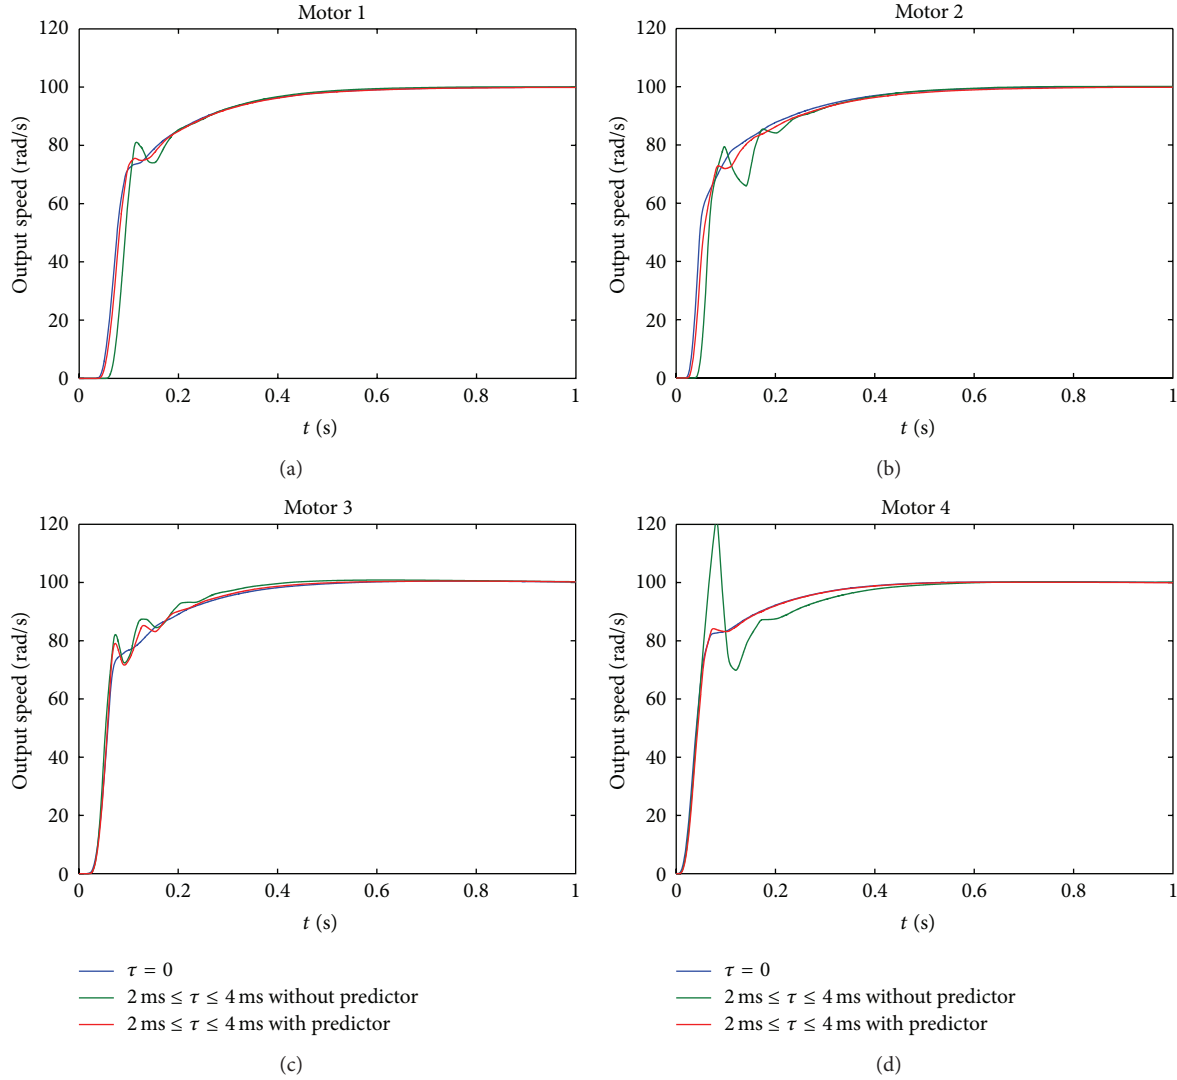 Motor 1
120
100
80
60
40
20
0
Output speed (rad/s)
0 0.2 0.4 0.6 0.8 1
t (s)
(a)
Motor 2
120
100
80
60
40
20
0
Output speed (rad/s)
0 0.2 0.4 0.6 0.8 1
t (s)
(b)
Motor 3
120
100
80
60
40
20
0
Output speed (rad/s)
0 0.2 0.4 0.6 0.8 1
t (s)
τ = 0
2 ms ≤ τ ≤ 4 ms without predictor
2 ms ≤ τ ≤ 4 ms with predictor
(c)
Motor 4
120
100
80
60
40
20
0
Output speed (rad/s)
0 0.2 0.4 0.6 0.8 1
t (s)
τ = 0
2 ms ≤ τ ≤ 4 ms without predictor
2 ms ≤ τ ≤ 4 ms with predictor
(d)